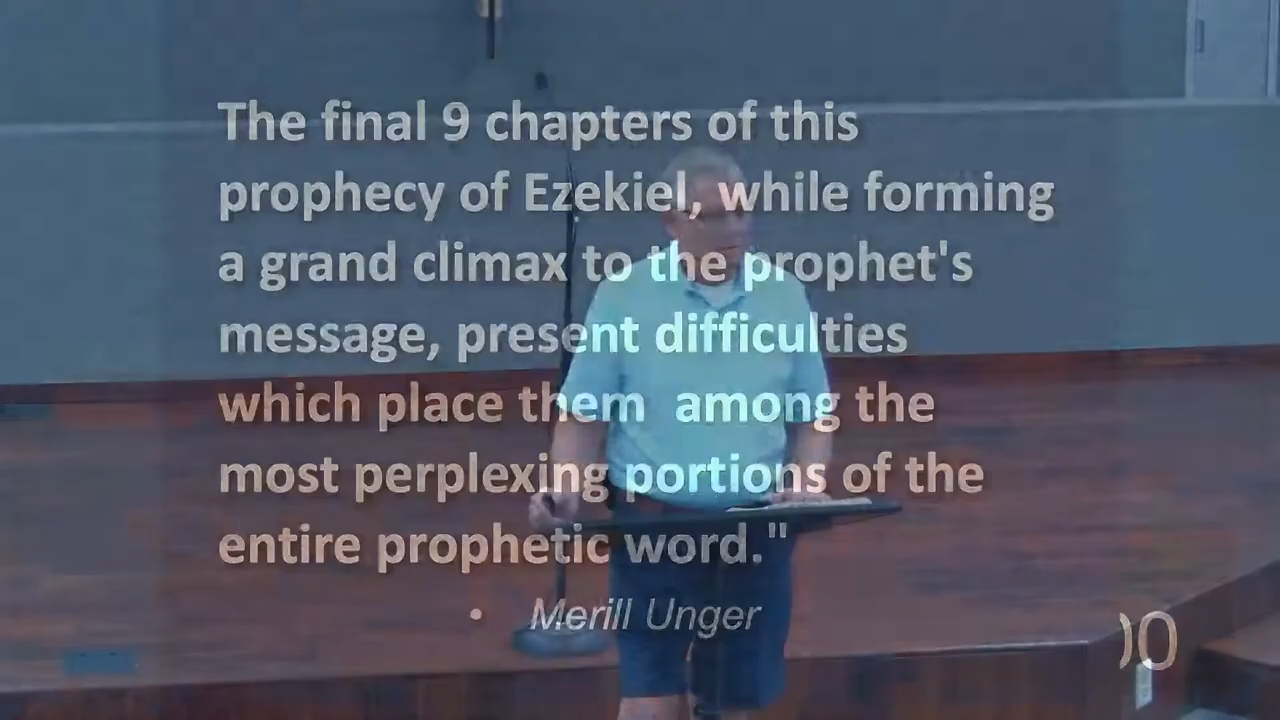 The final 9 chapters of this
prophecy of Ezekiel, while forming
a grand climax to the prophet's
message, present difficulties
which place them  among the
most perplexing portions of the
entire prophetic word."
• Merill Unger